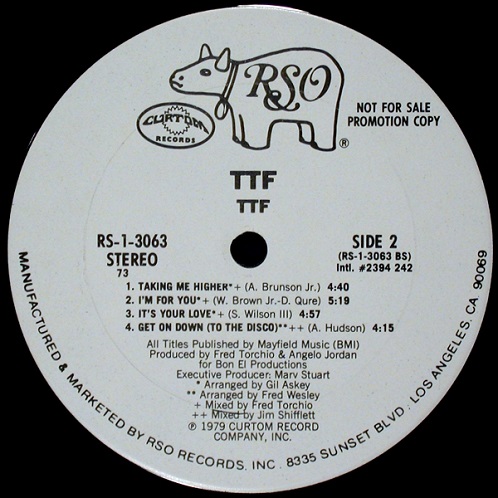 RSO
®
CURTOM
RECORDS
NOT FOR SALE
PROMOTION COPY
TTF
TTF
RS-1-3063
STEREO
73
SIDE 2
(RS-1-3063 BS)
Intl. #2394 242
1. TAKING ME HIGHER*+ (A. Brunson Jr.) 4:40
2. I'M FOR YOU*+ (W. Brown Jr.-D. Qure) 5:19
3. IT'S YOUR LOVE*+ (S. Wilson III) 4:57
4. GET ON DOWN (TO THE DISCO)**++ (A. Hudson) 4:15
All Titles Published by Mayfield Music (BMI)
Produced by Fred Torchio & Angelo Jordan
for Bon El Productions
Executive Producer: Marv Stuart
* Arranged by Gil Askey
** Arranged by Fred Wesley
+ Mixed by Fred Torchio
++ Mixed by Jim Shifflett
℗ 1979 CURTOM RECORD
COMPANY, INC.
MANUFACTURED & MARKETED BY RSO RECORDS, INC. 8335 SUNSET BLVD. LOS ANGELES, CA. 90069